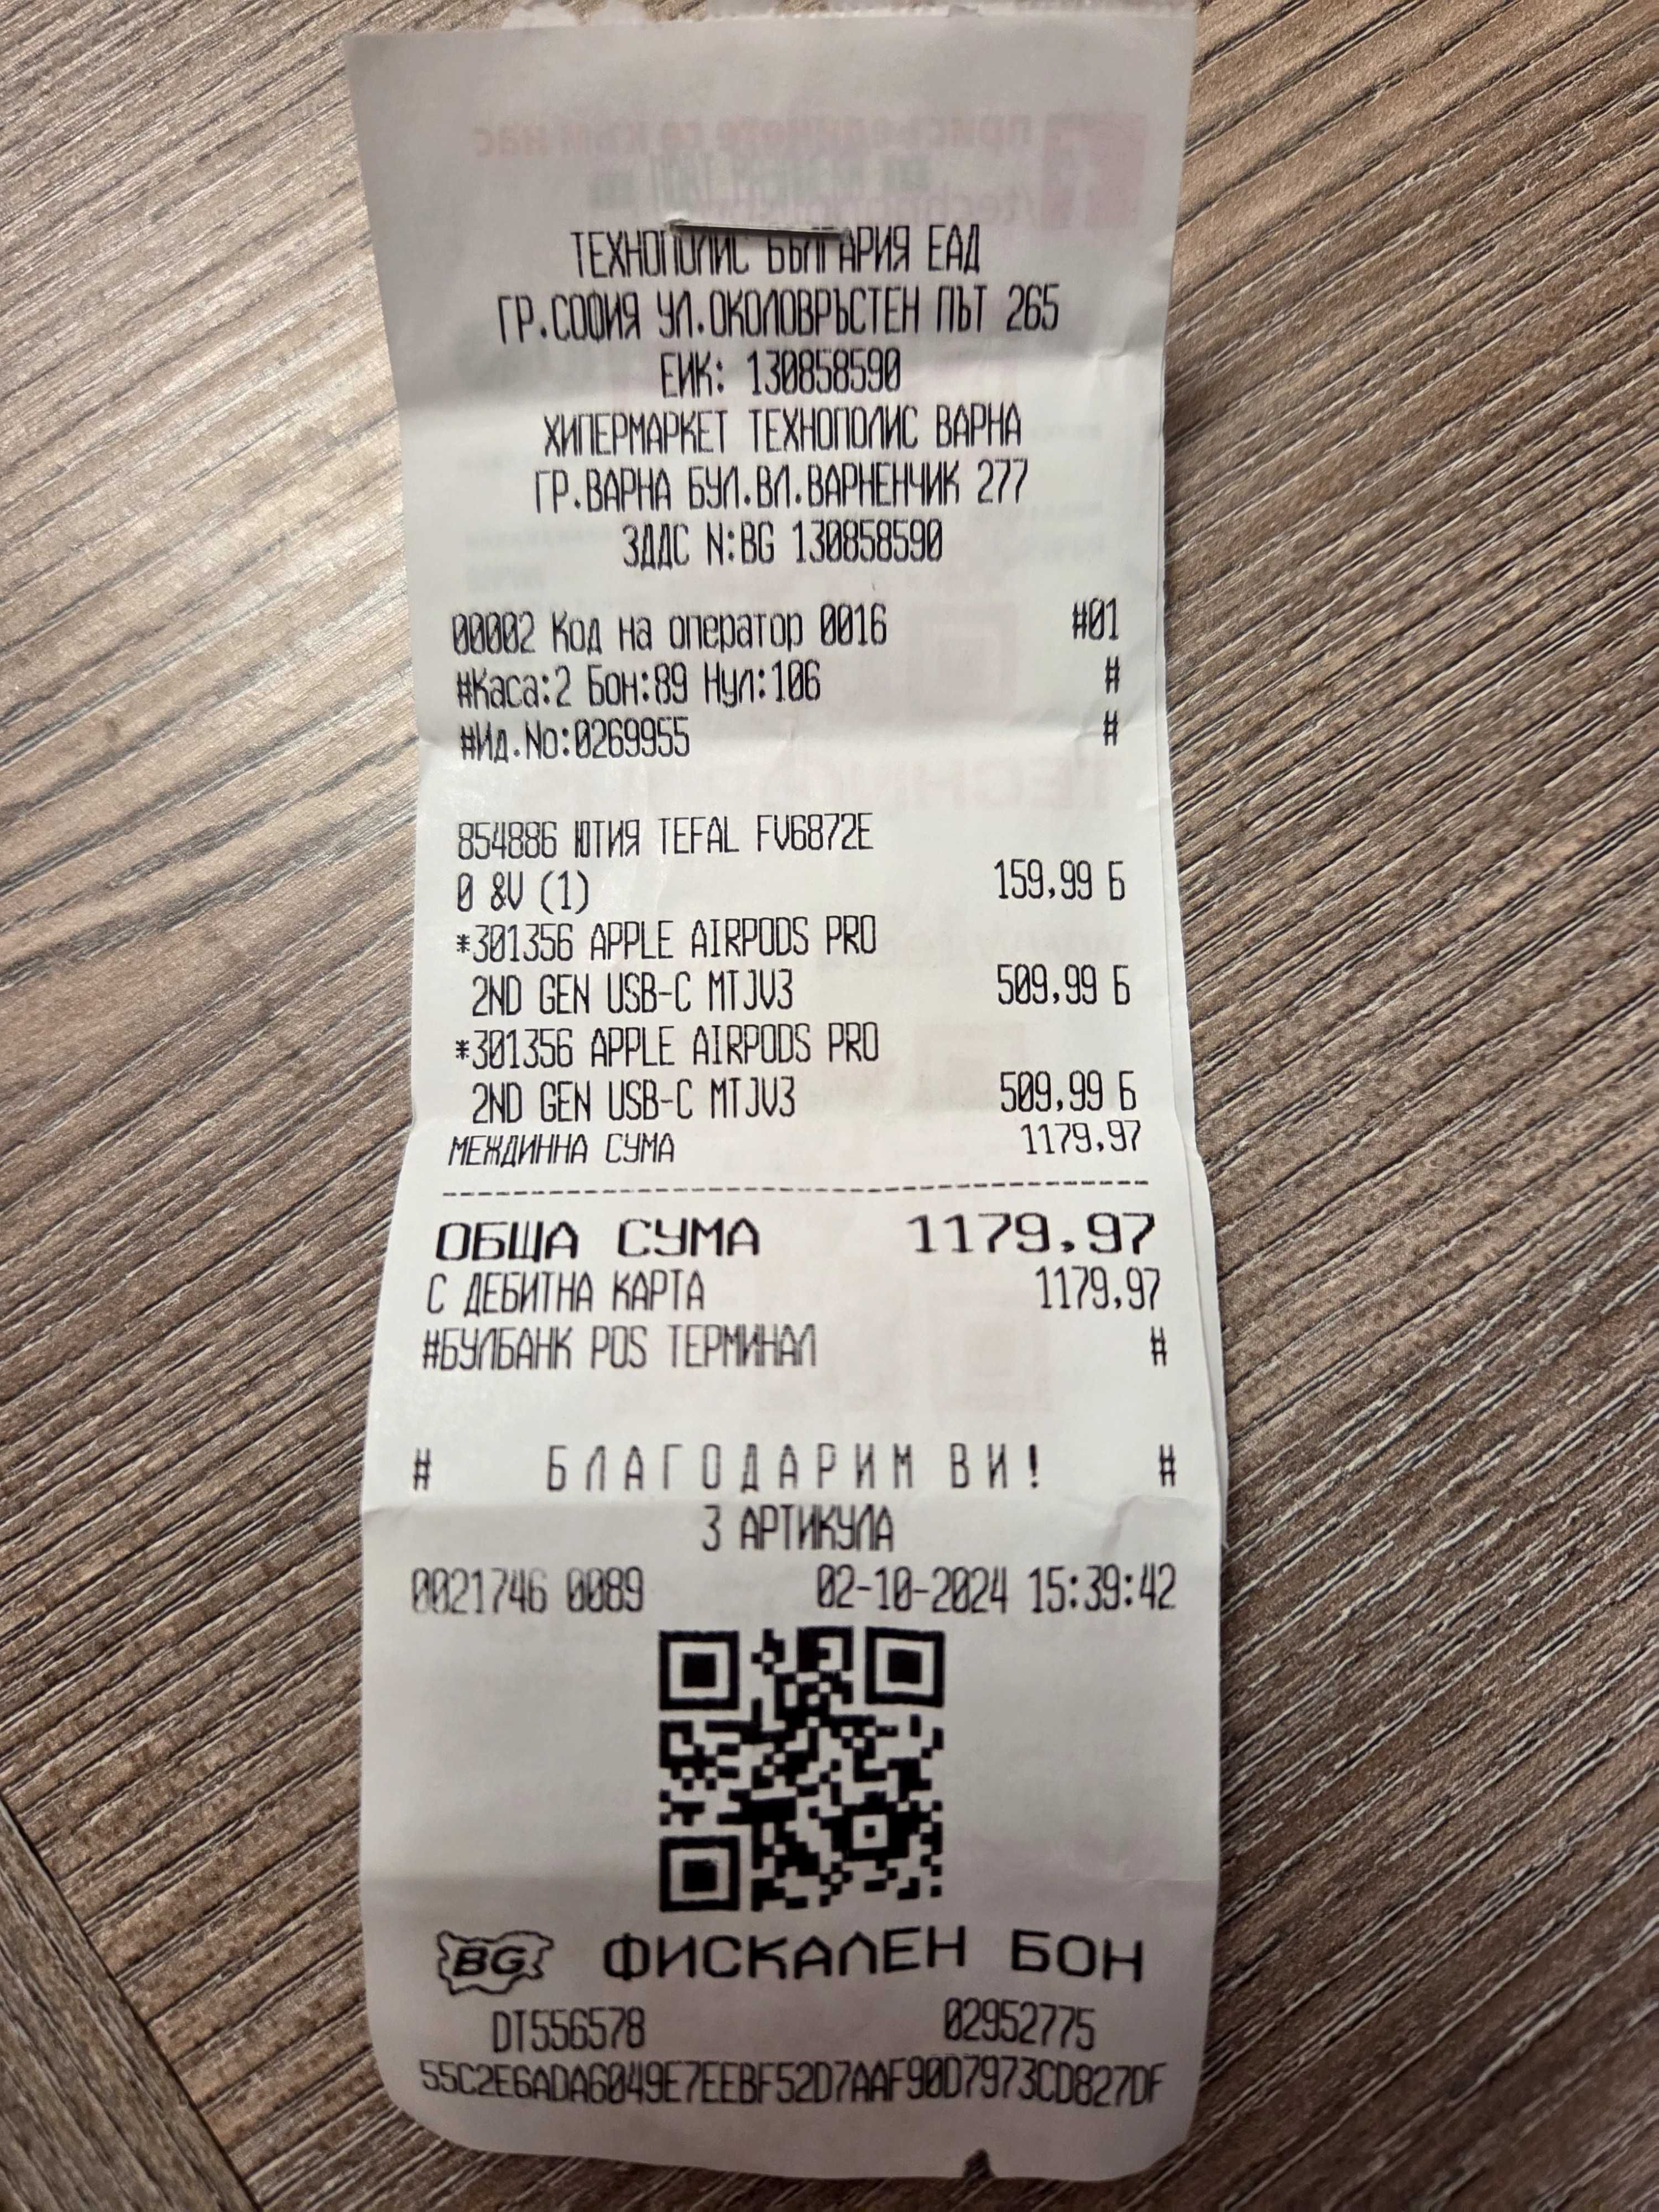 ТЕХНОПОЛИС БЪЛГАРИЯ ЕАД
ГР.СОФИЯ УЛ.ОКОЛОВРЪСТЕН ПЪТ 265
ЕИК: 130858590
ХИПЕРМАРКЕТ ТЕХНОПОЛИС ВАРНА
ГР.ВАРНА БУЛ.ВЛ.ВАРНЕНЧИК 277
ЗДДС N:BG 130858590
00002 Код на оператор 0016 #01
#Каса:2 Бон:89 Нул:106 #
#Ид.No:0269955 #
854886 ЮТИЯ TEFAL FV6872E
0 &V (1) 159,99 Б
*301356 APPLE AIRPODS PRO
2ND GEN USB-C MTJV3 509,99 Б
*301356 APPLE AIRPODS PRO
2ND GEN USB-C MTJV3 509,99 Б
МЕЖДИННА СУМА 1179,97
ОБЩА СУМА 1179,97
С ДЕБИТНА КАРТА 1179,97
#БУЛБАНК POS ТЕРМИНАЛ #
# БЛАГОДАРИМ ВИ! #
3 АРТИКУЛА
0021746 0089 02-10-2024 15:39:42
BG ФИСКАЛЕН БОН
DT556578 02952775
55C2E6ADA6049E7EEBF52D7AAF90D7973CD827DF